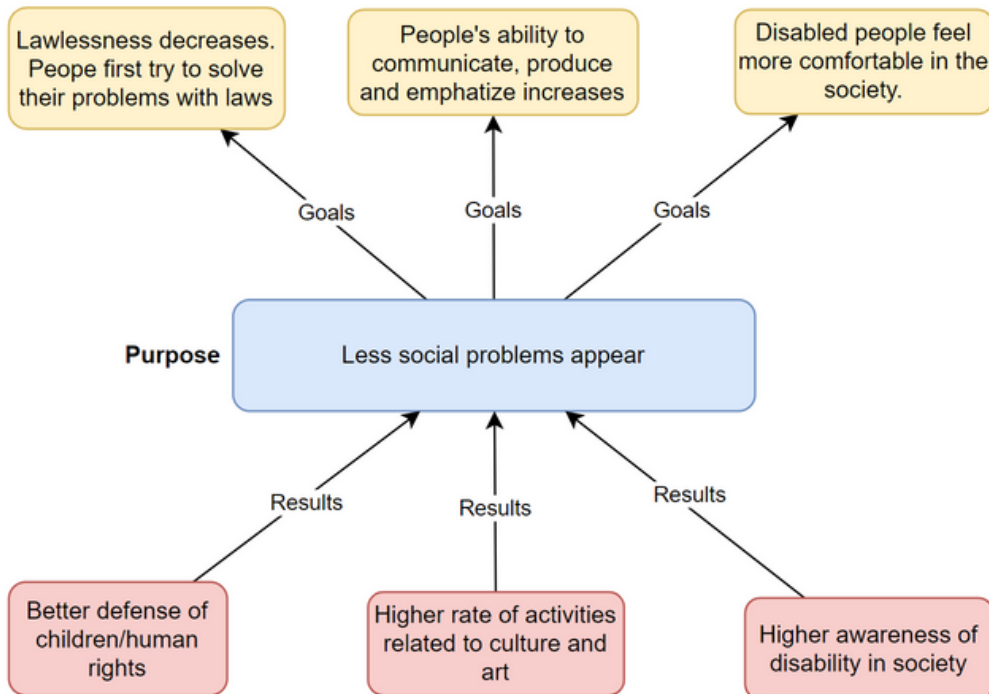 Lawlessness decreases.
Peope first try to solve
their problems with laws
People's ability to
communicate, produce
and emphatize increases
Disabled people feel
more comfortable in the
society.
Goals
Goals
Goals
Purpose
Less social problems appear
Results
Results
Results
Better defense of
children/human
rights
Higher rate of activities
related to culture and
art
Higher awareness of
disability in society